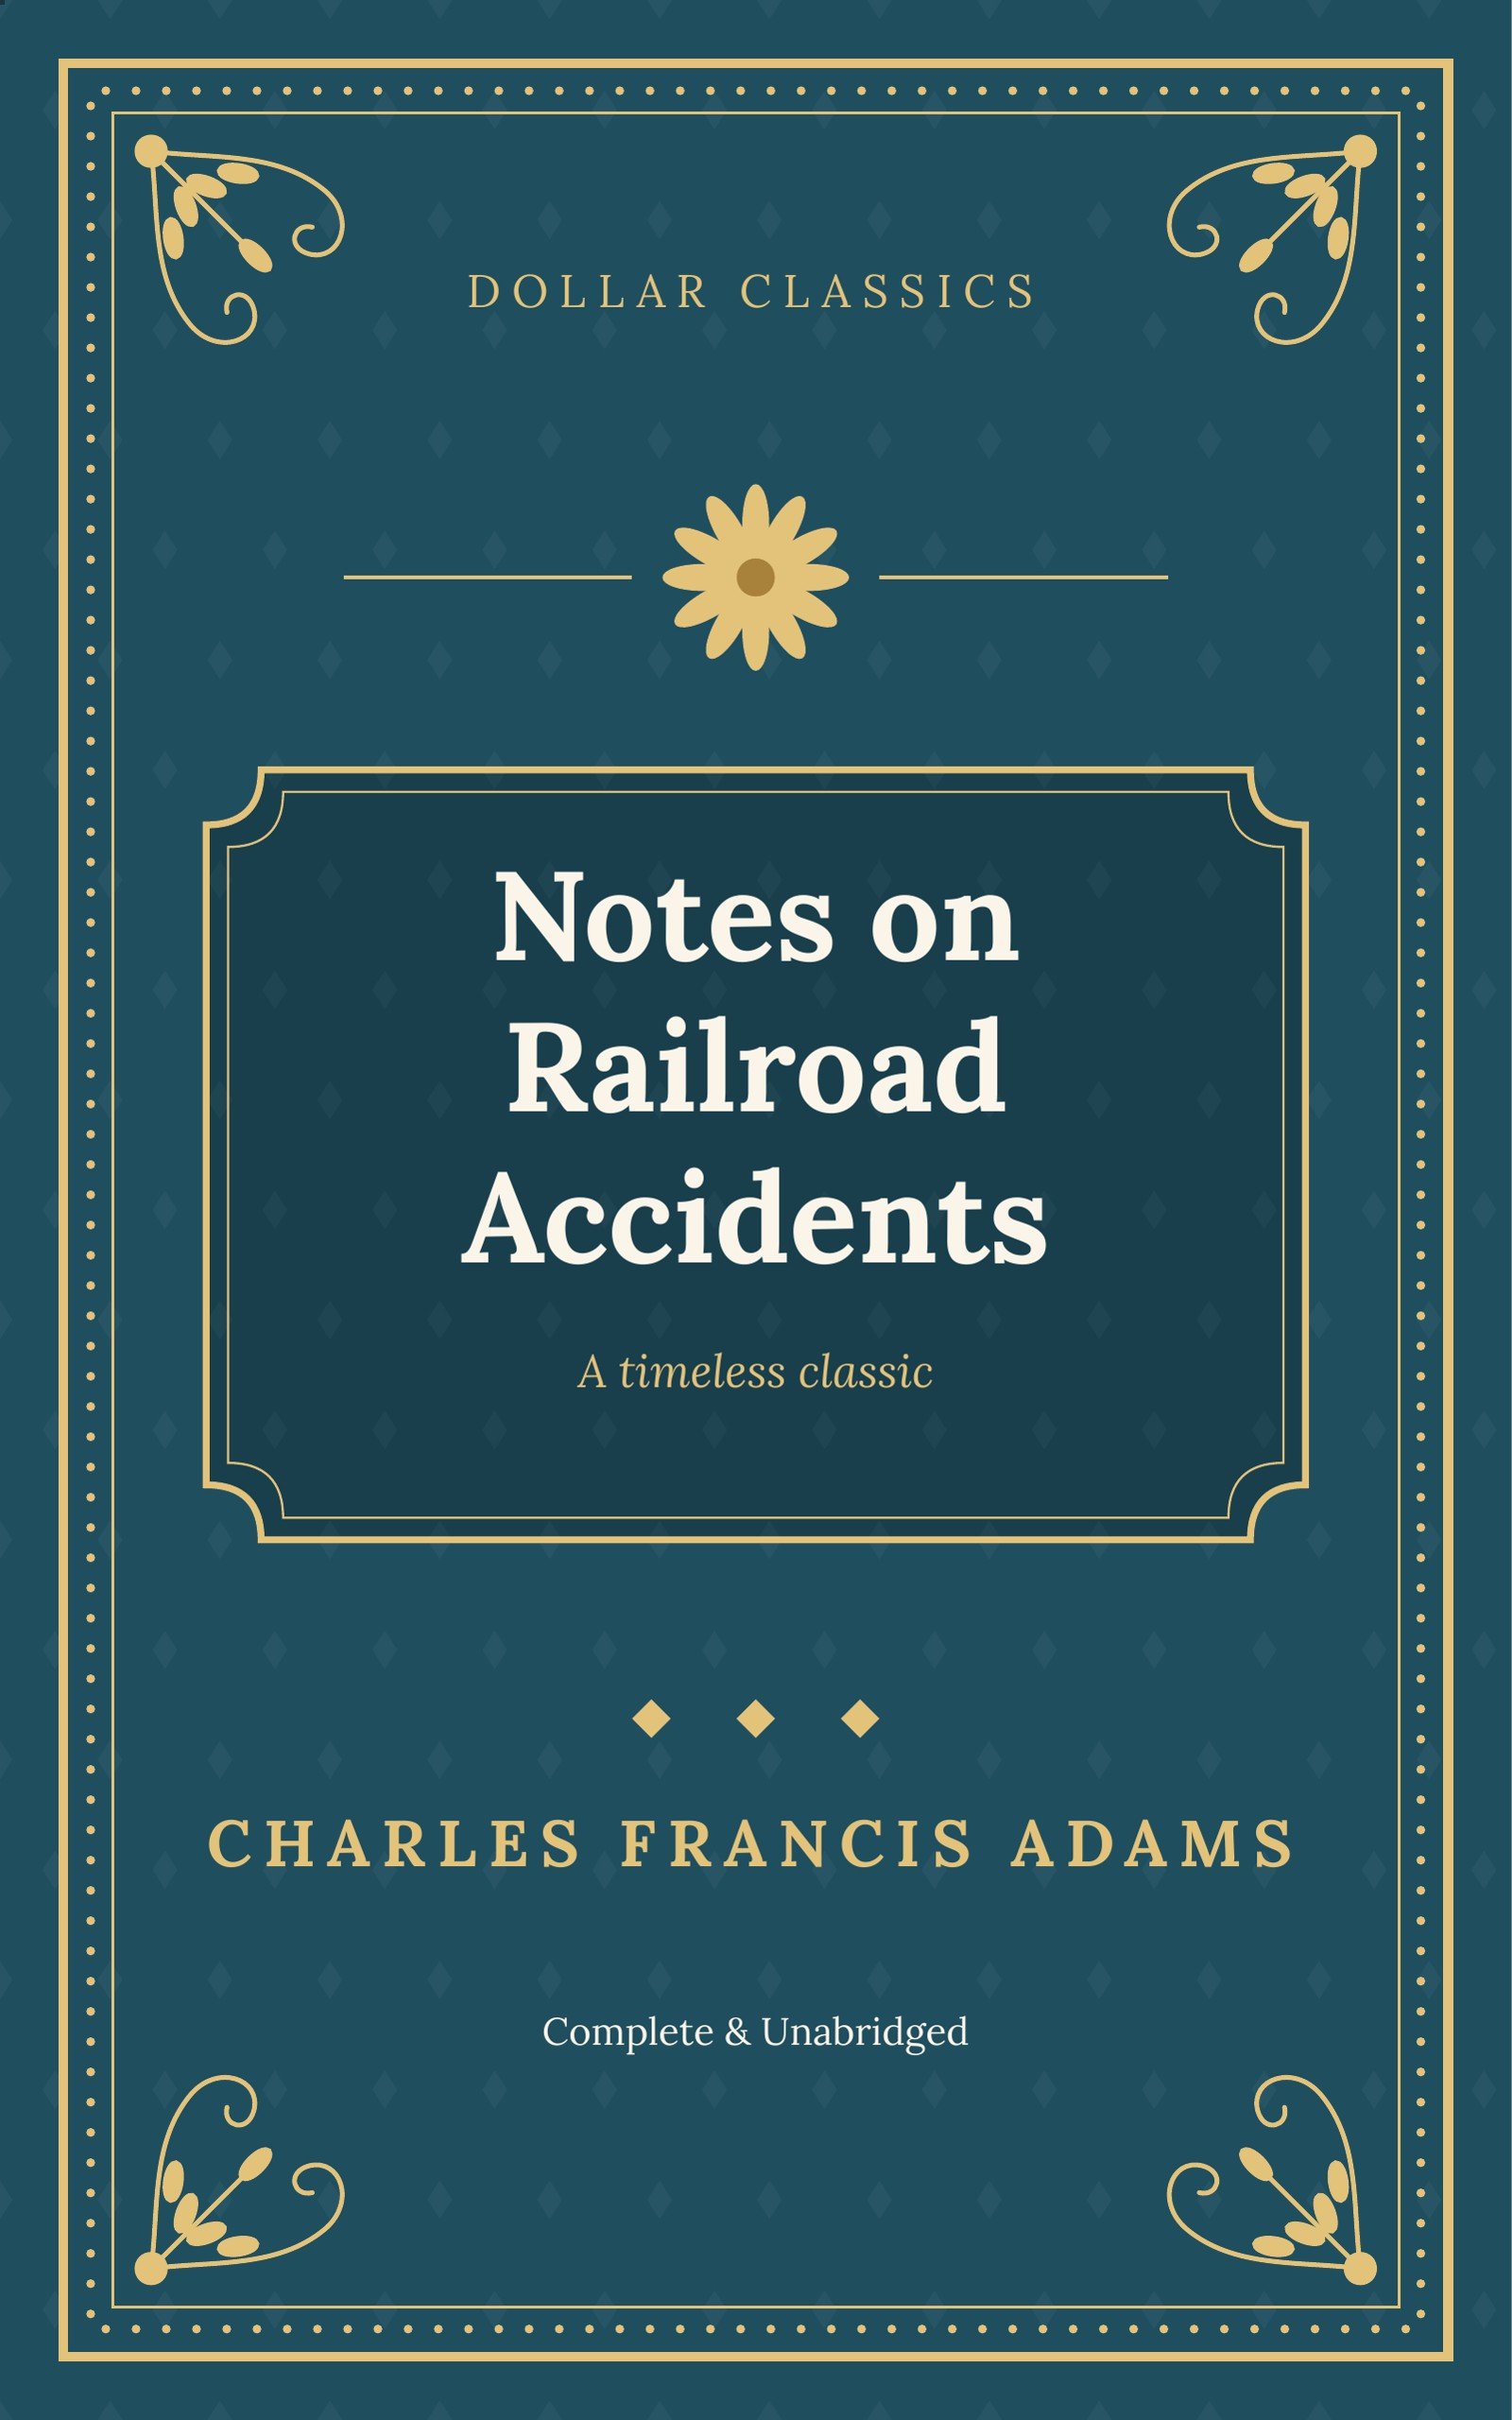 DOLLAR CLASSICS
Notes on
Railroad
Accidents
A timeless classic
CHARLES FRANCIS ADAMS
Complete & Unabridged